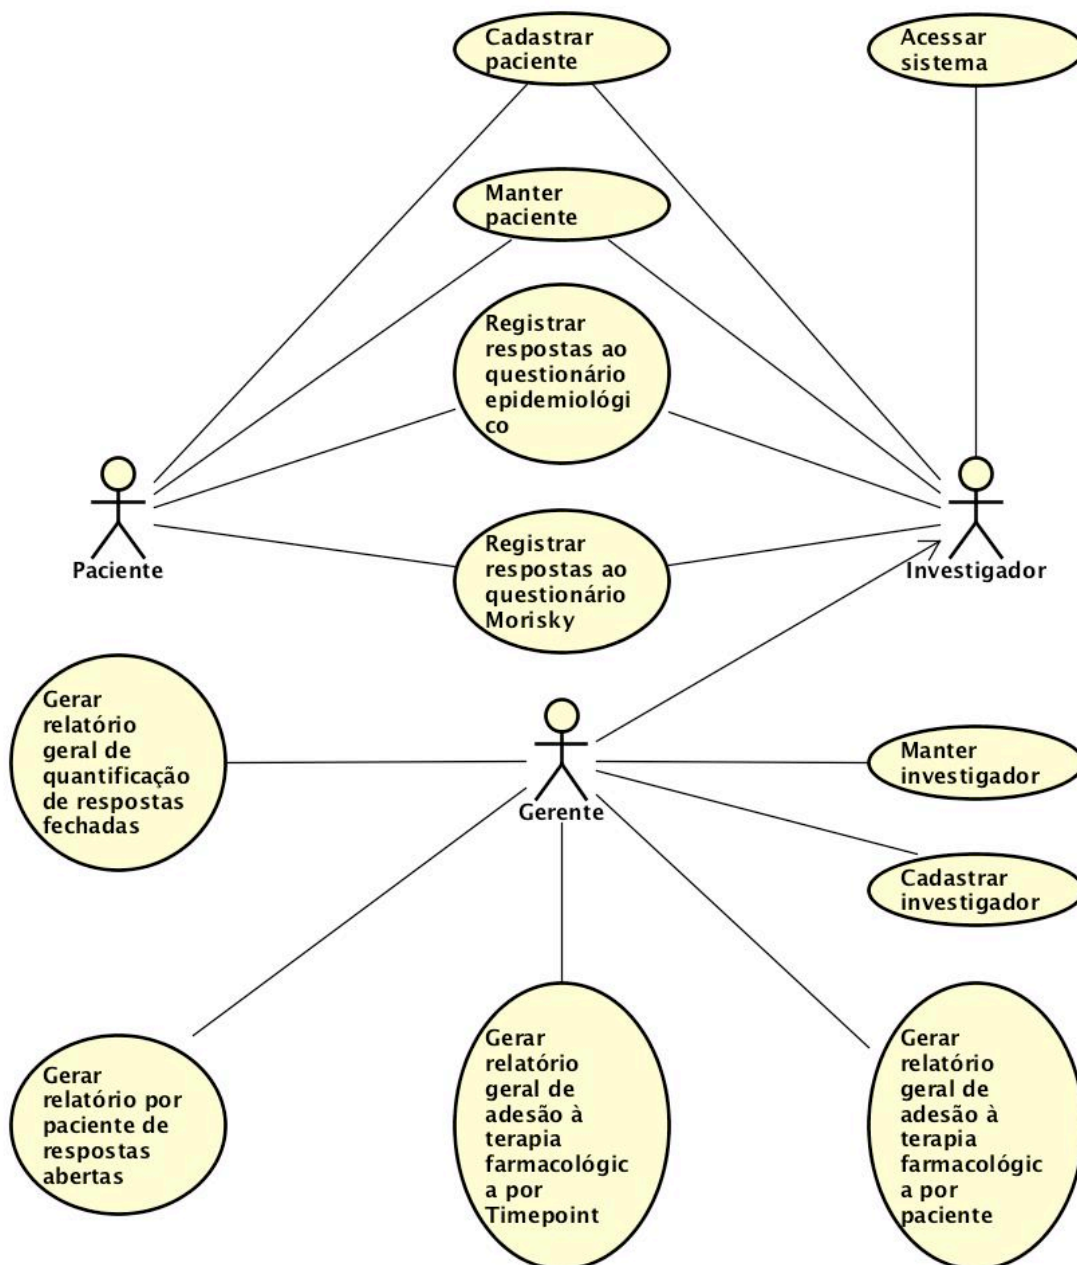 Cadastrar
paciente
Acessar
sistema
Manter
paciente
Registrar
respostas ao
questionário
epidemiológi
co
Paciente
Investigador
Registrar
respostas ao
questionário
Morisky
Gerar
relatório
geral de
quantificação
de respostas
fechadas
Gerente
Manter
investigador
Cadastrar
investigador
Gerar
relatório por
paciente de
respostas
abertas
Gerar
relatório
geral de
adesão à
terapia
farmacológic
a por
Timepoint
Gerar
relatório
geral de
adesão à
terapia
farmacológic
a por
paciente